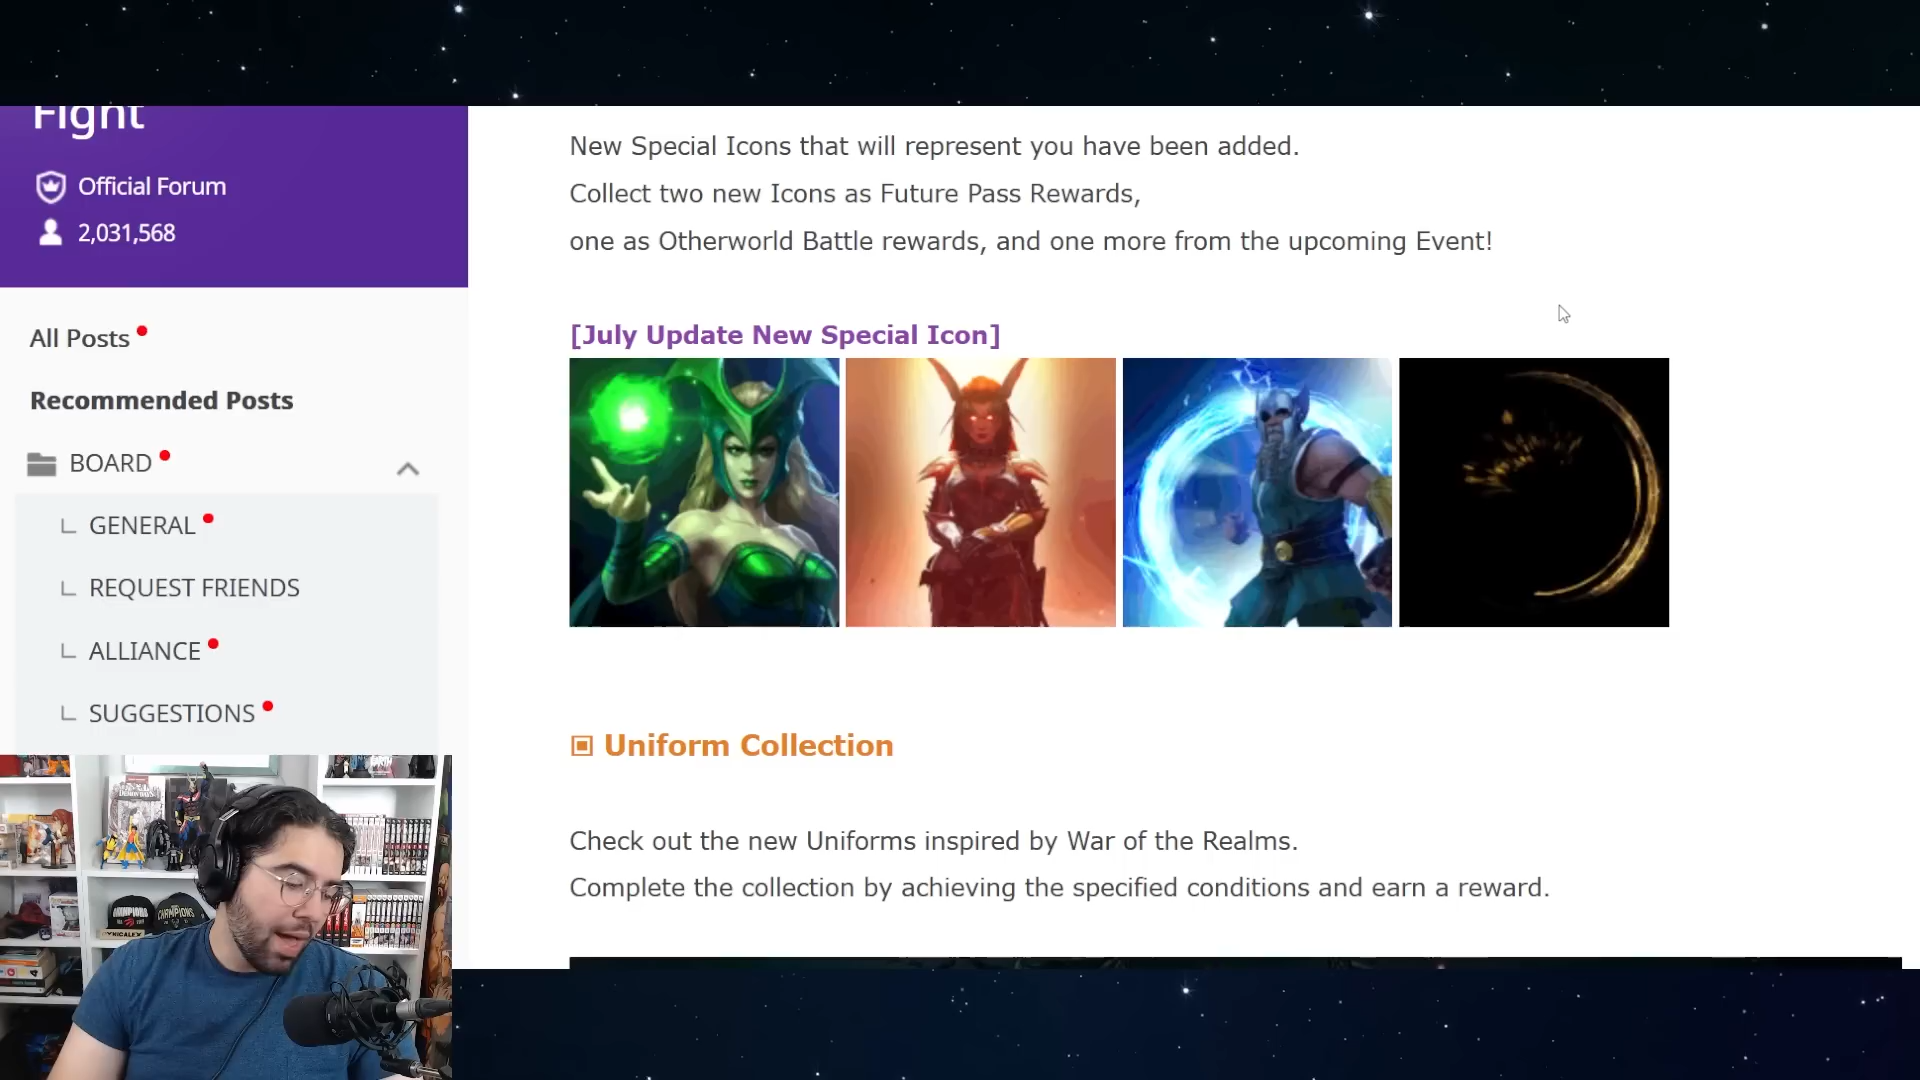 Fight
Official Forum
2,031,568
All Posts
Recommended Posts
BOARD
GENERAL
REQUEST FRIENDS
ALLIANCE
SUGGESTIONS
New Special Icons that will represent you have been added.
Collect two new Icons as Future Pass Rewards,
one as Otherworld Battle rewards, and one more from the upcoming Event!
[July Update New Special Icon]
Uniform Collection
Check out the new Uniforms inspired by War of the Realms.
Complete the collection by achieving the specified conditions and earn a reward.
CHAMPIONS
CHAMPIONS